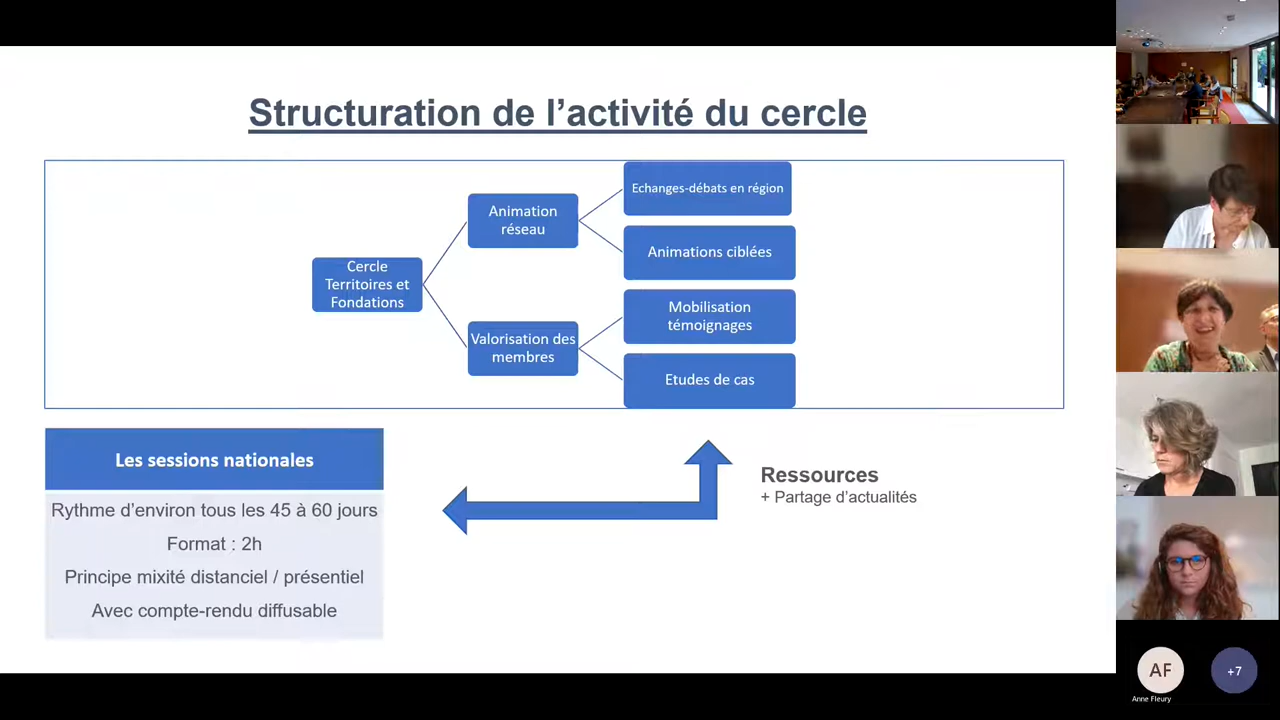 Structuration de l’activité du cercle
Cercle
Territoires et
Fondations
Animation
réseau
Valorisation des
membres
Echanges-débats en région
Animations ciblées
Mobilisation
témoignages
Etudes de cas
Les sessions nationales
Rythme d’environ tous les 45 à 60 jours
Format : 2h
Principe mixité distanciel / présentiel
Avec compte-rendu diffusable
Ressources
+ Partage d’actualités
AF
Anne Fleury
+7